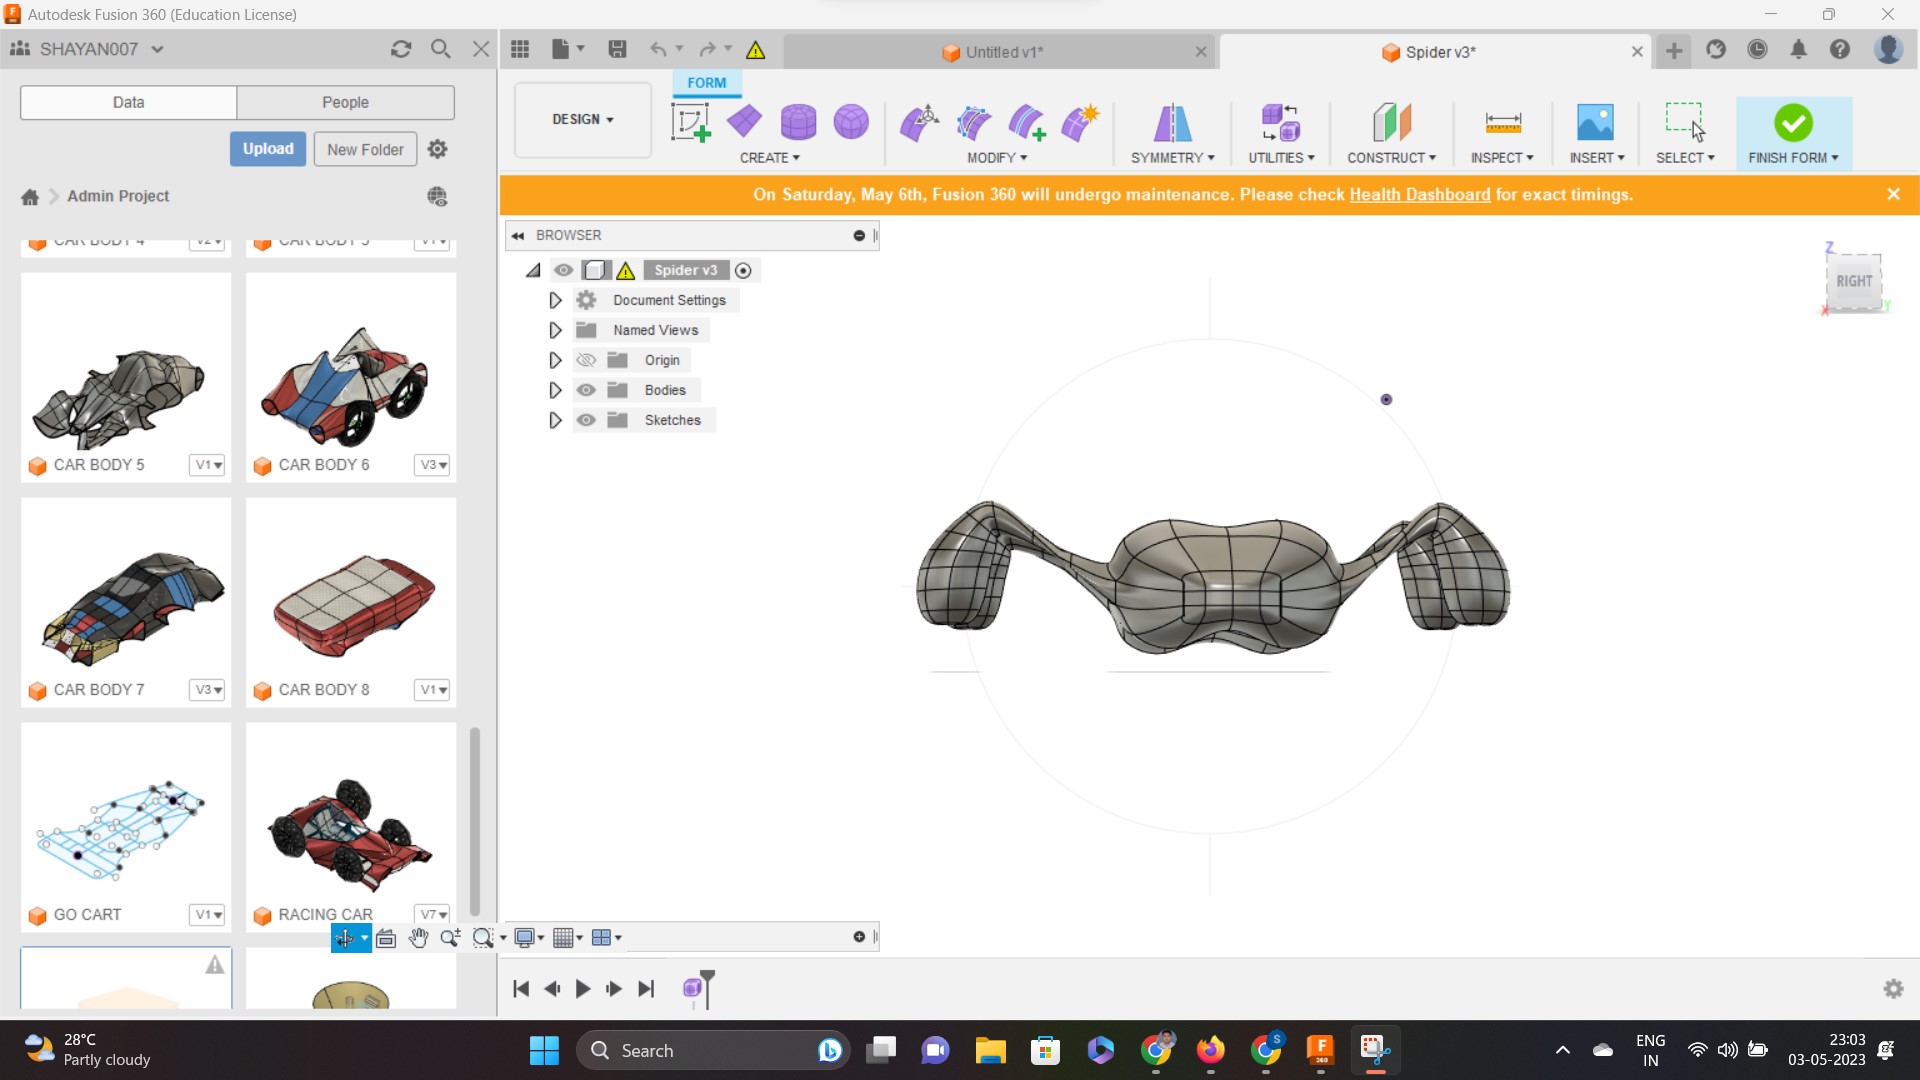 Autodesk Fusion 360 (Education License)
SHAYAN007
Untitled v1*
Spider v3*
Data
People
Upload
New Folder
Admin Project
DESIGN
FORM
CREATE
MODIFY
SYMMETRY
UTILITIES
CONSTRUCT
INSPECT
INSERT
SELECT
FINISH FORM
On Saturday, May 6th, Fusion 360 will undergo maintenance. Please check Health Dashboard for exact timings.
BROWSER
Spider v3
Document Settings
Named Views
Origin
Bodies
Sketches
Z
RIGHT
X
Y
CAR BODY 4
V2
CAR BODY 5
V1
CAR BODY 6
V3
CAR BODY 7
V3
CAR BODY 8
V1
GO CART
V1
RACING CAR
V7
28°C
Partly cloudy
Search
S
F
360
ENG
IN
23:03
03-05-2023